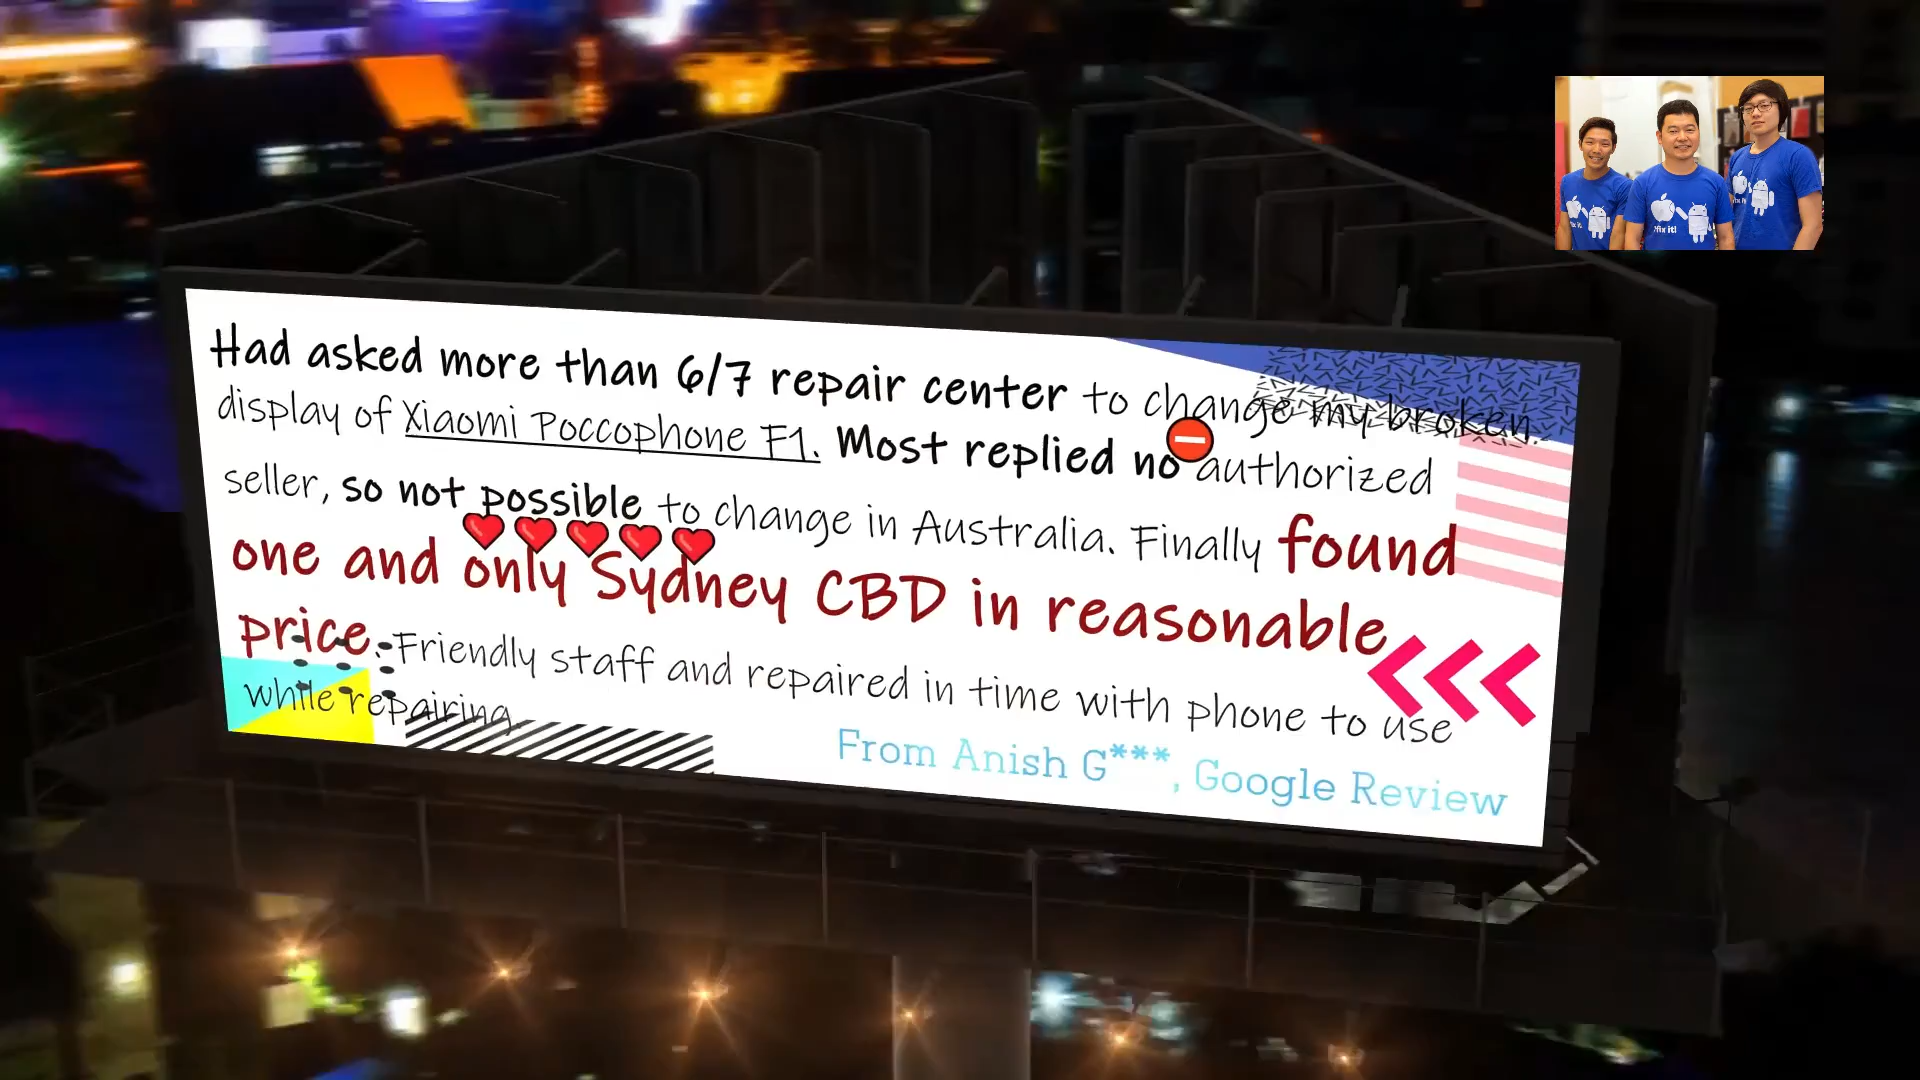 Had asked more than 6/7 repair center to change my broken.
display of Xiaomi Poccophone F1. Most replied no authorized
seller, so not possible to change in Australia. Finally found
one and only Sydney CBD in reasonable
price. Friendly staff and repaired in time with phone to use
while repairing.
From Anish G***, Google Review
fix it!